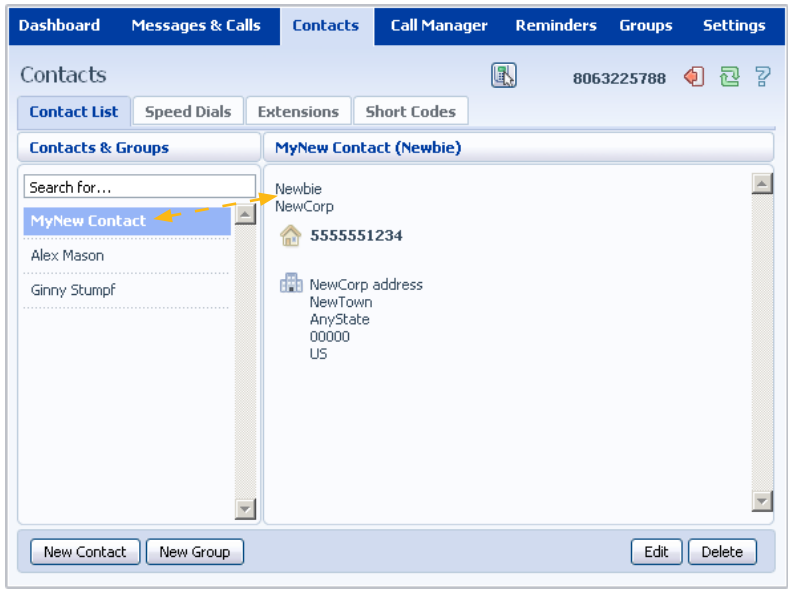 Dashboard Messages & Calls Contacts Call Manager Reminders Groups Settings
Contacts 8063225788
Contact List Speed Dials Extensions Short Codes
Contacts & Groups
Search for...
MyNew Contact
Alex Mason
Ginny Stumpf
MyNew Contact (Newbie)
Newbie
NewCorp
5555551234
NewCorp address
NewTown
AnyState
00000
US
New Contact New Group Edit Delete